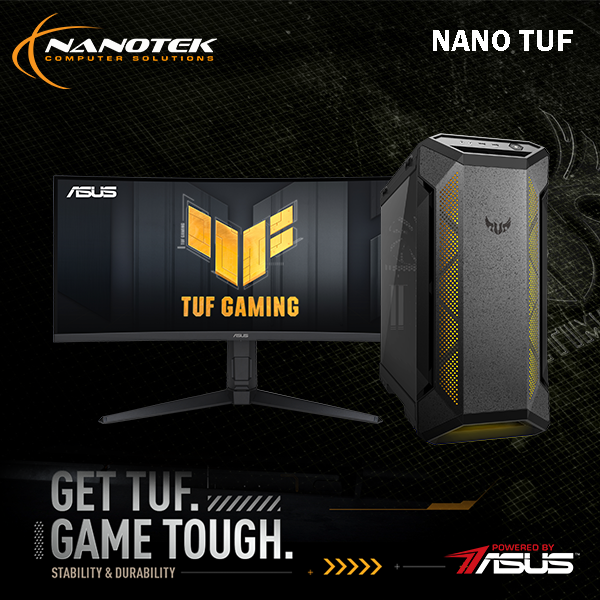 NANOTEK
COMPUTER SOLUTIONS
NANO TUF
ASUS
TUF GAMING
ASUS
GET TUF.
GAME TOUGH.
STABILITY & DURABILITY
POWERED BY
ASUS